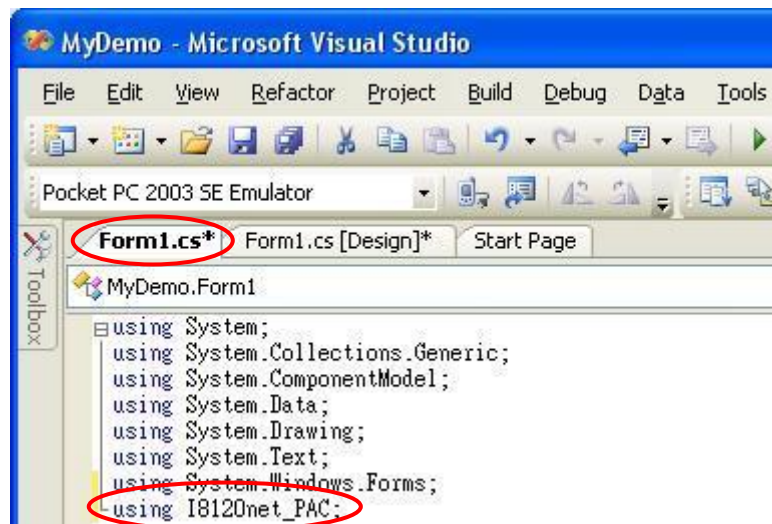 MyDemo - Microsoft Visual Studio
File Edit View Refactor Project Build Debug Data Tools
Pocket PC 2003 SE Emulator
Form1.cs* Form1.cs [Design]* Start Page
Toolbox
MyDemo.Form1
using System;
using System.Collections.Generic;
using System.ComponentModel;
using System.Data;
using System.Drawing;
using System.Text;
using System.Windows.Forms;
using I8120net_PAC;